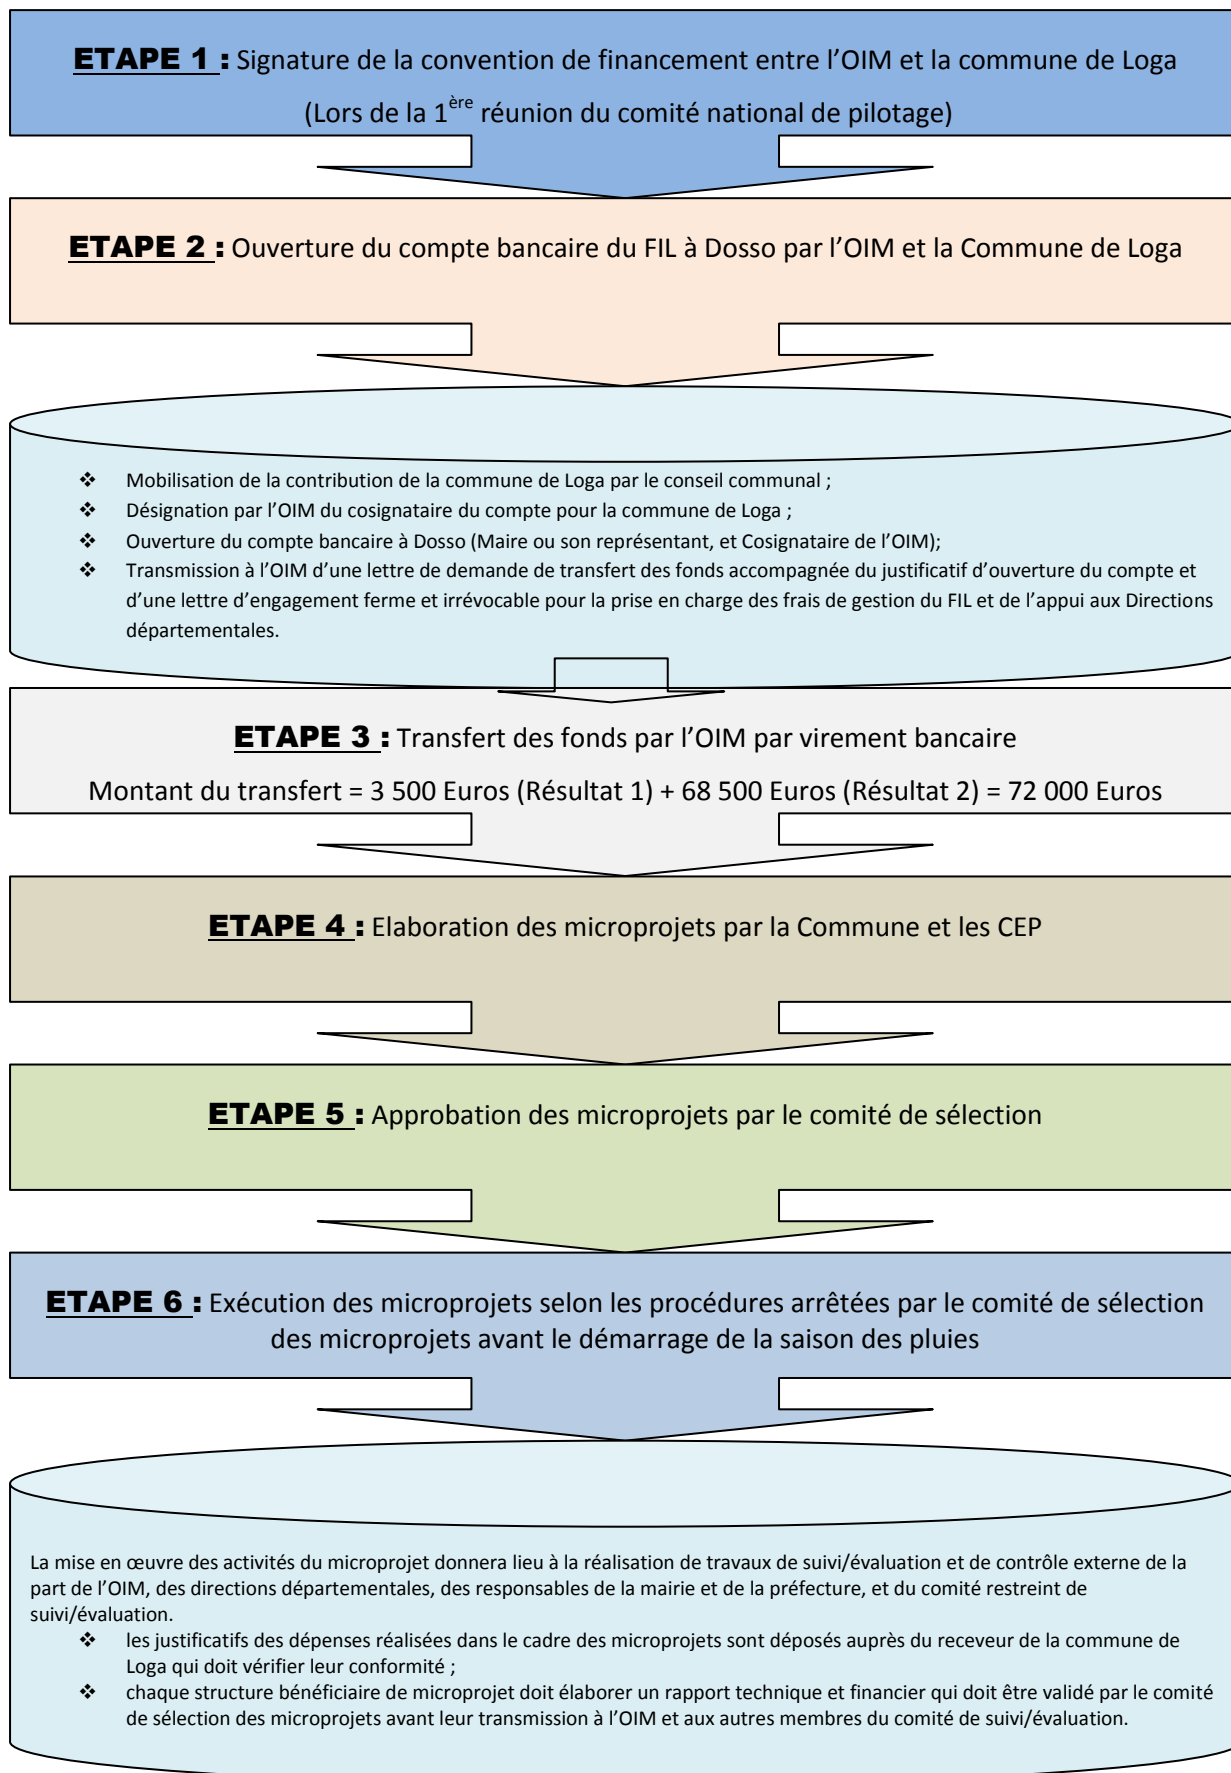 ETAPE 1 : Signature de la convention de financement entre l’OIM et la commune de Loga
(Lors de la 1ère réunion du comité national de pilotage)
ETAPE 2 : Ouverture du compte bancaire du FIL à Dosso par l’OIM et la Commune de Loga
❖ Mobilisation de la contribution de la commune de Loga par le conseil communal ;
❖ Désignation par l’OIM du cosignataire du compte pour la commune de Loga ;
❖ Ouverture du compte bancaire à Dosso (Maire ou son représentant, et Cosignataire de l’OIM);
❖ Transmission à l’OIM d’une lettre de demande de transfert des fonds accompagnée du justificatif d’ouverture du compte et
d’une lettre d’engagement ferme et irrévocable pour la prise en charge des frais de gestion du FIL et de l’appui aux Directions
départementales.
ETAPE 3 : Transfert des fonds par l’OIM par virement bancaire
Montant du transfert = 3 500 Euros (Résultat 1) + 68 500 Euros (Résultat 2) = 72 000 Euros
ETAPE 4 : Elaboration des microprojets par la Commune et les CEP
ETAPE 5 : Approbation des microprojets par le comité de sélection
ETAPE 6 : Exécution des microprojets selon les procédures arrêtées par le comité de sélection
des microprojets avant le démarrage de la saison des pluies
La mise en œuvre des activités du microprojet donnera lieu à la réalisation de travaux de suivi/évaluation et de contrôle externe de la
part de l’OIM, des directions départementales, des responsables de la mairie et de la préfecture, et du comité restreint de
suivi/évaluation.
❖ les justificatifs des dépenses réalisées dans le cadre des microprojets sont déposés auprès du receveur de la commune de
Loga qui doit vérifier leur conformité ;
❖ chaque structure bénéficiaire de microprojet doit élaborer un rapport technique et financier qui doit être validé par le comité
de sélection des microprojets avant leur transmission à l’OIM et aux autres membres du comité de suivi/évaluation.